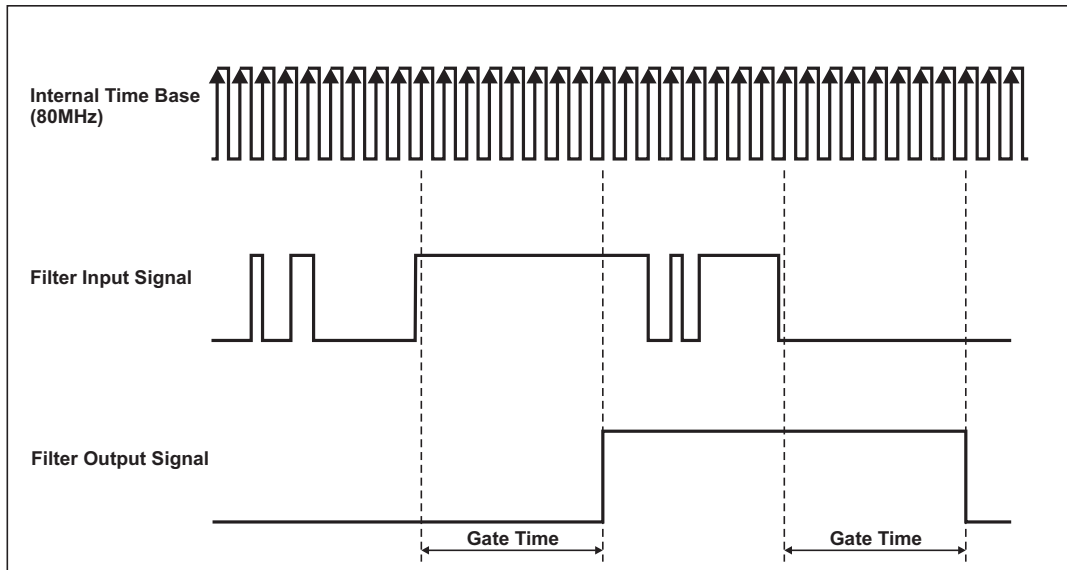 Internal Time Base
(80MHz)
Filter Input Signal
Filter Output Signal
Gate Time
Gate Time